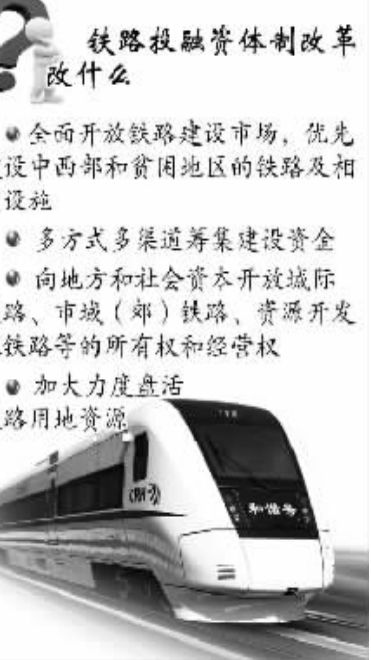 铁路投融资体制改革
改什么
全面开放铁路建设市场，优先
设中西部和贫困地区的铁路及相
设施
多方式多渠道筹集建设资金
向地方和社会资本开放城际
路、市域（郊）铁路、资源开发
铁路等的所有权和经营权
加大力度盘活
路用地资源
CRH
和谐号